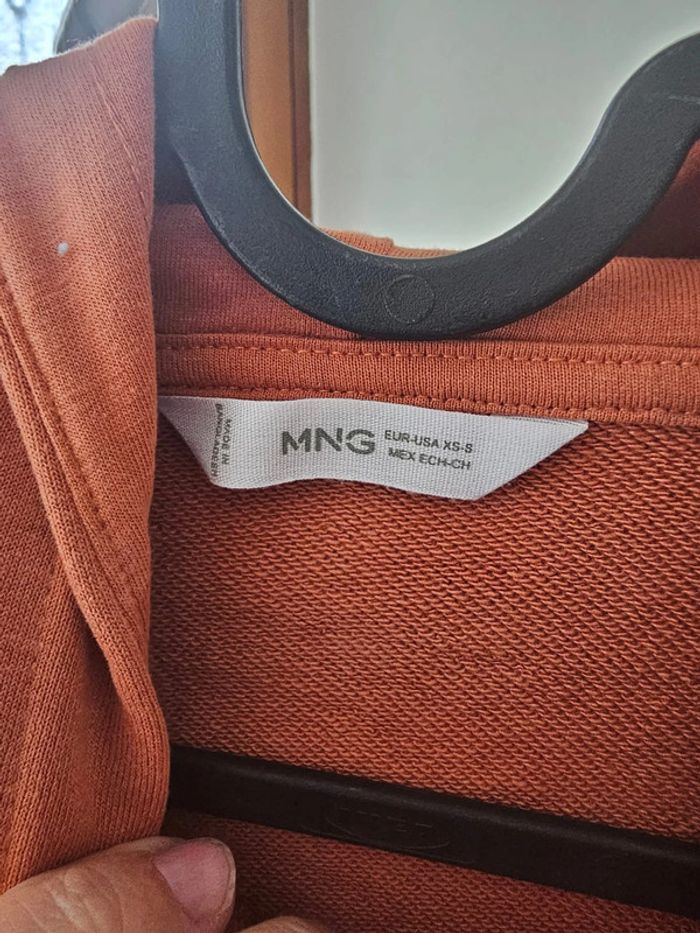 MADE IN
BANGLADESH
MNG
EUR-USA XS-S
MEX ECH-CH